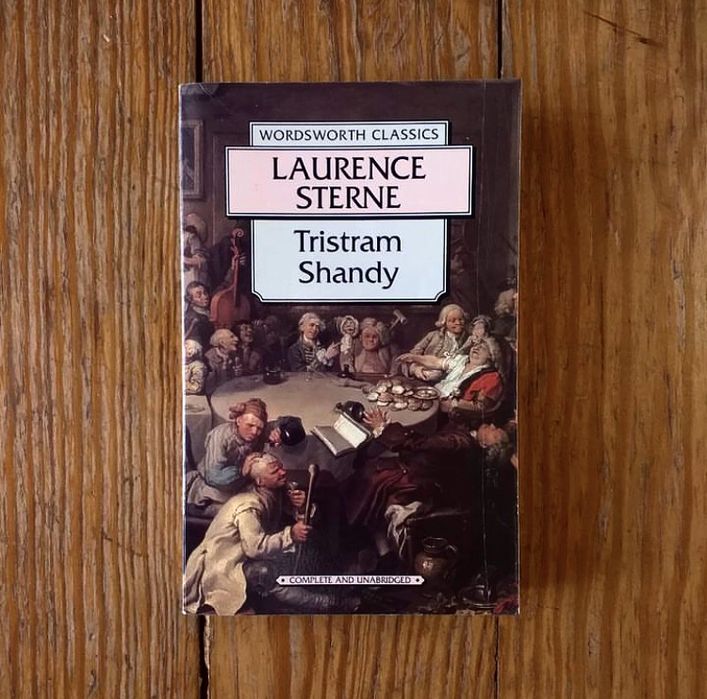 WORDSWORTH CLASSICS
LAURENCE
STERNE
Tristram
Shandy
• COMPLETE AND UNABRIDGED •